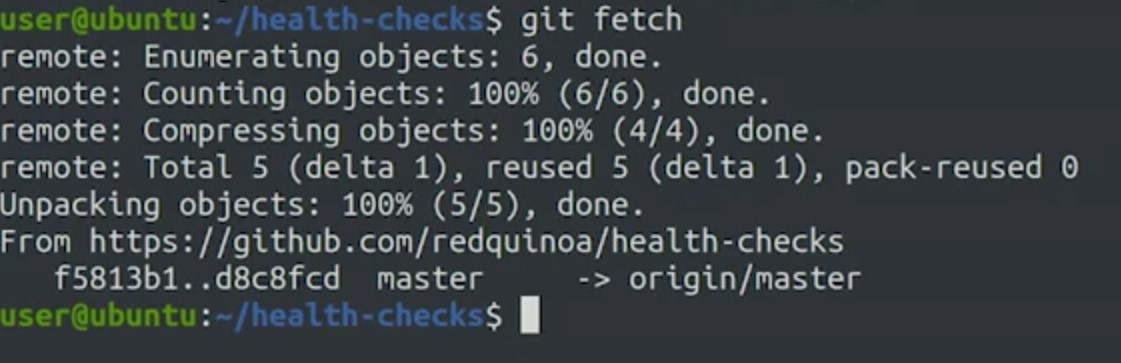 user@ubuntu:~/health-checks$ git fetch
remote: Enumerating objects: 6, done.
remote: Counting objects: 100% (6/6), done.
remote: Compressing objects: 100% (4/4), done.
remote: Total 5 (delta 1), reused 5 (delta 1), pack-reused 0
Unpacking objects: 100% (5/5), done.
From https://github.com/redquinoa/health-checks
   f5813b1..d8c8fcd  master     -> origin/master
user@ubuntu:~/health-checks$